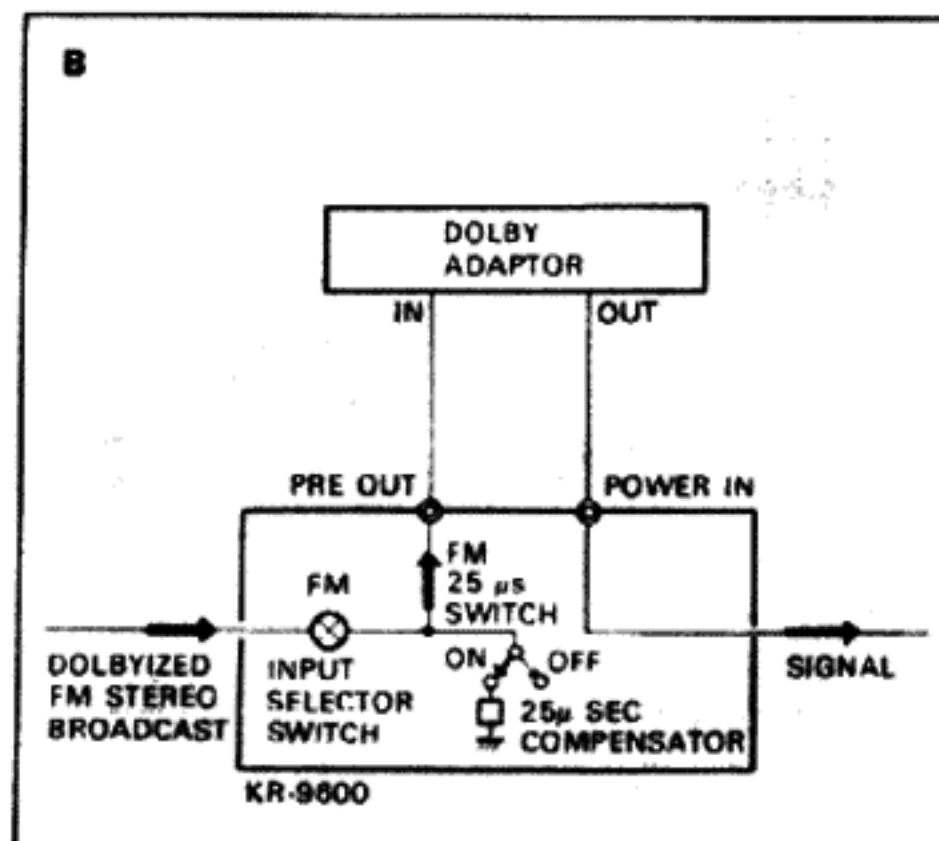 B
DOLBY
ADAPTOR
IN
OUT
PRE OUT
POWER IN
FM
FM
25 μs
SWITCH
DOLBYIZED
FM STEREO
BROADCAST
INPUT
SELECTOR
SWITCH
ON
OFF
25μ SEC
COMPENSATOR
SIGNAL
KR-9600